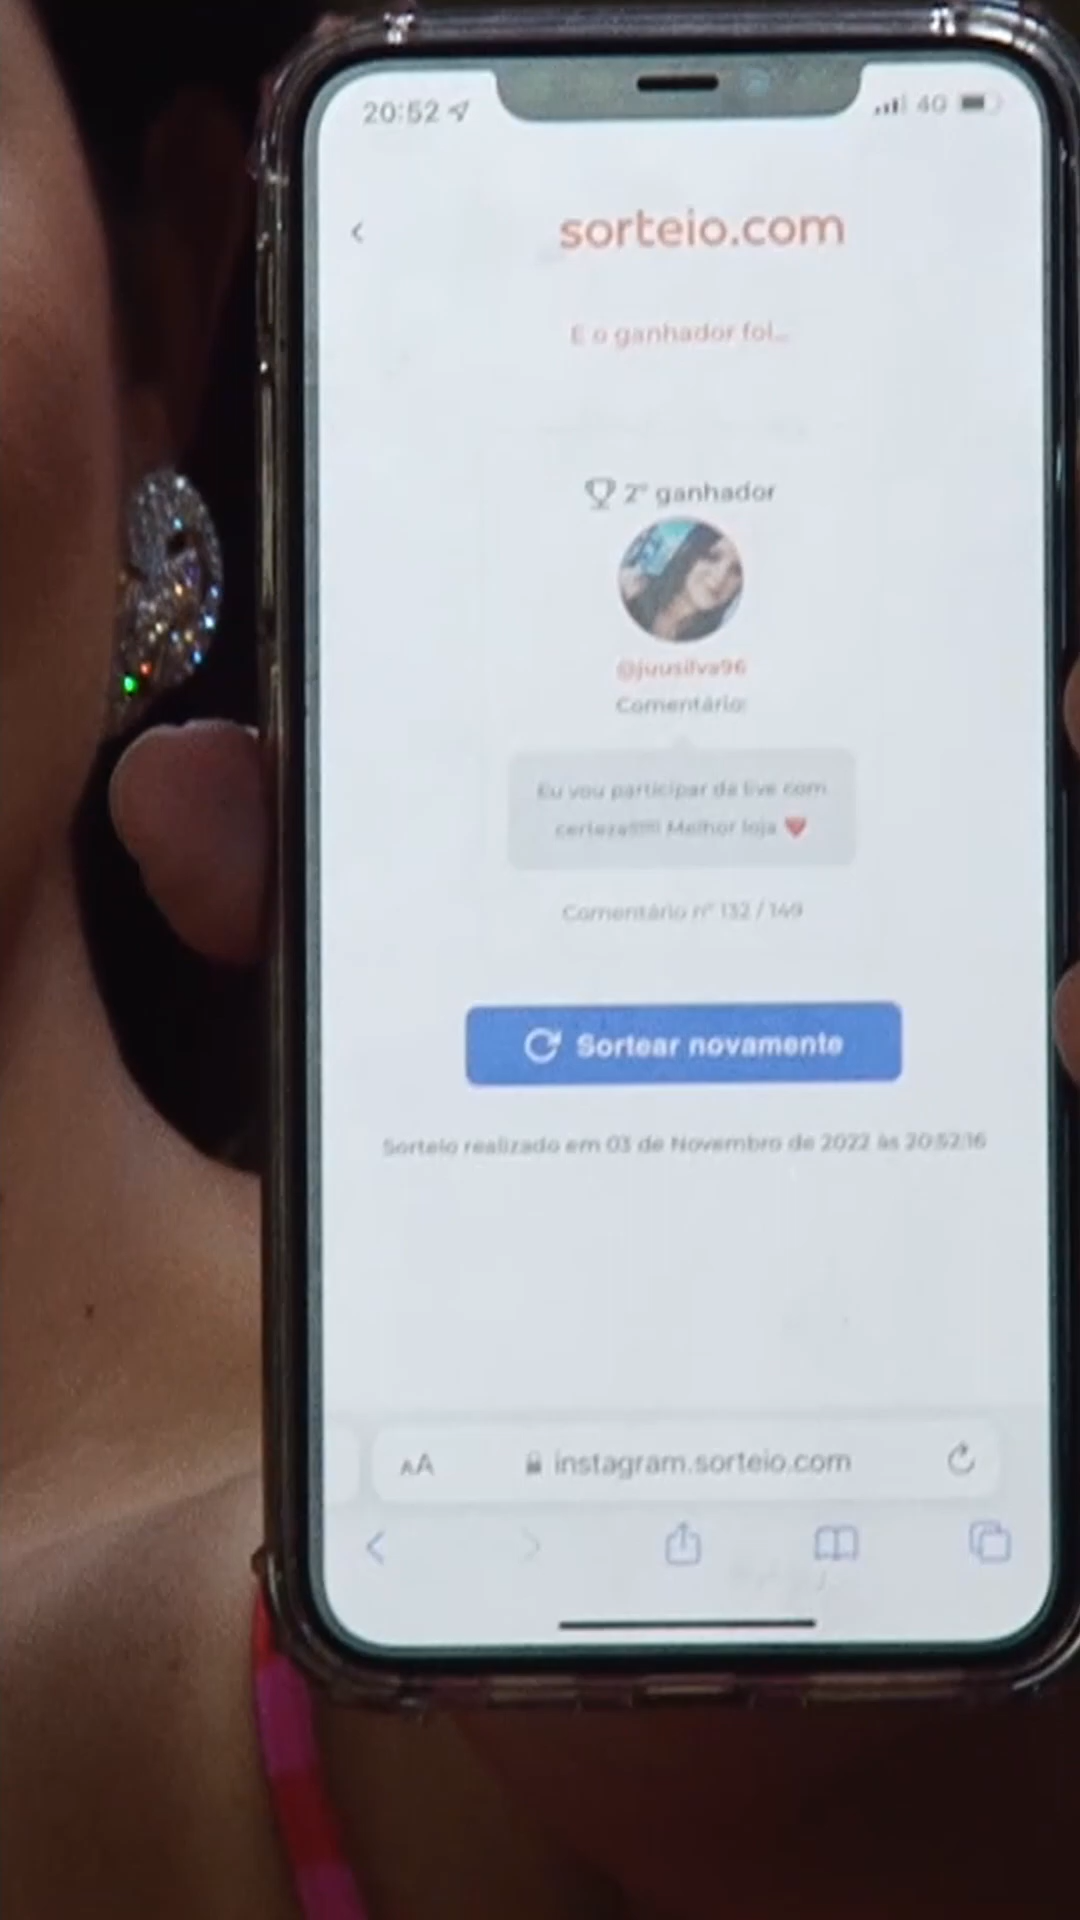 20:52
4G
sorteio.com
E o ganhador foi...
2º ganhador
@juusilva96
Comentário:
Eu vou participar da live com
certeza!!!!! Melhor loja ❤️
Comentário nº 132 / 149
Sortear novamente
Sorteio realizado em 03 de Novembro de 2022 às 20:52:16
AA
instagram.sorteio.com